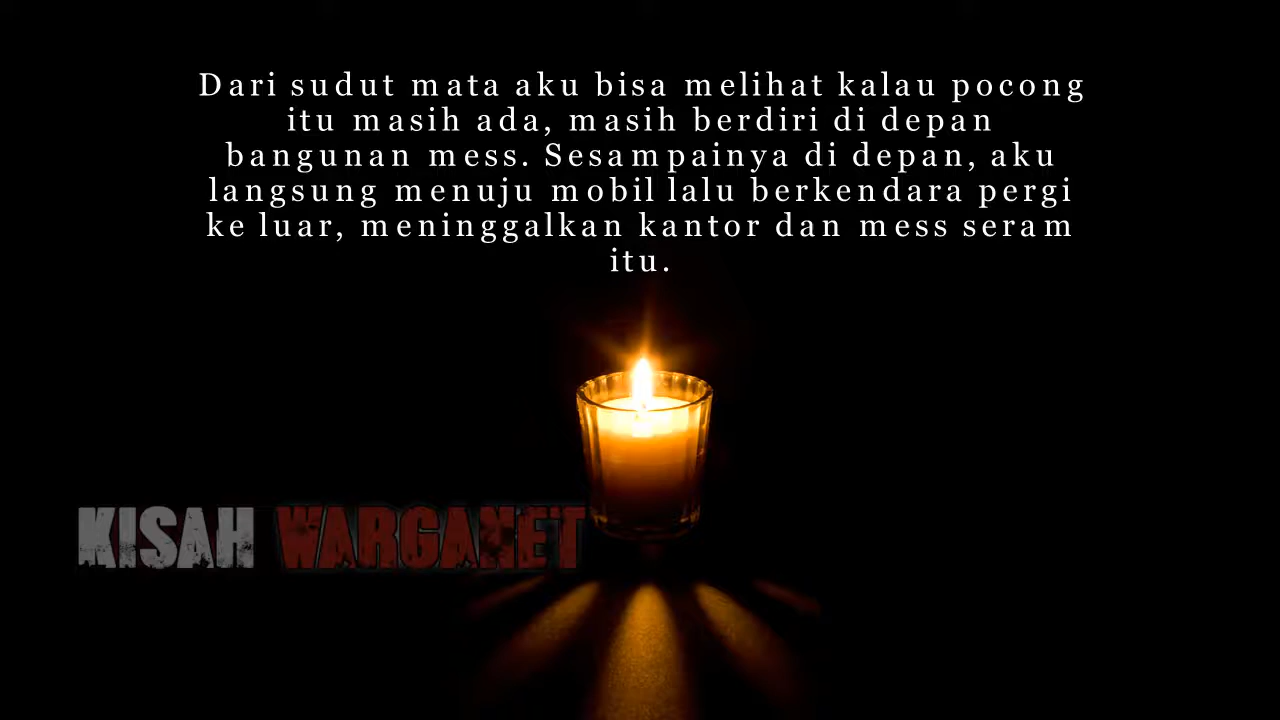 Dari sudut mata aku bisa melihat kalau pocong
itu masih ada, masih berdiri di depan
bangunan mess. Sesampainya di depan, aku
langsung menuju mobil lalu berkendara pergi
ke luar, meninggalkan kantor dan mess seram
itu.
KISAH WARGANET